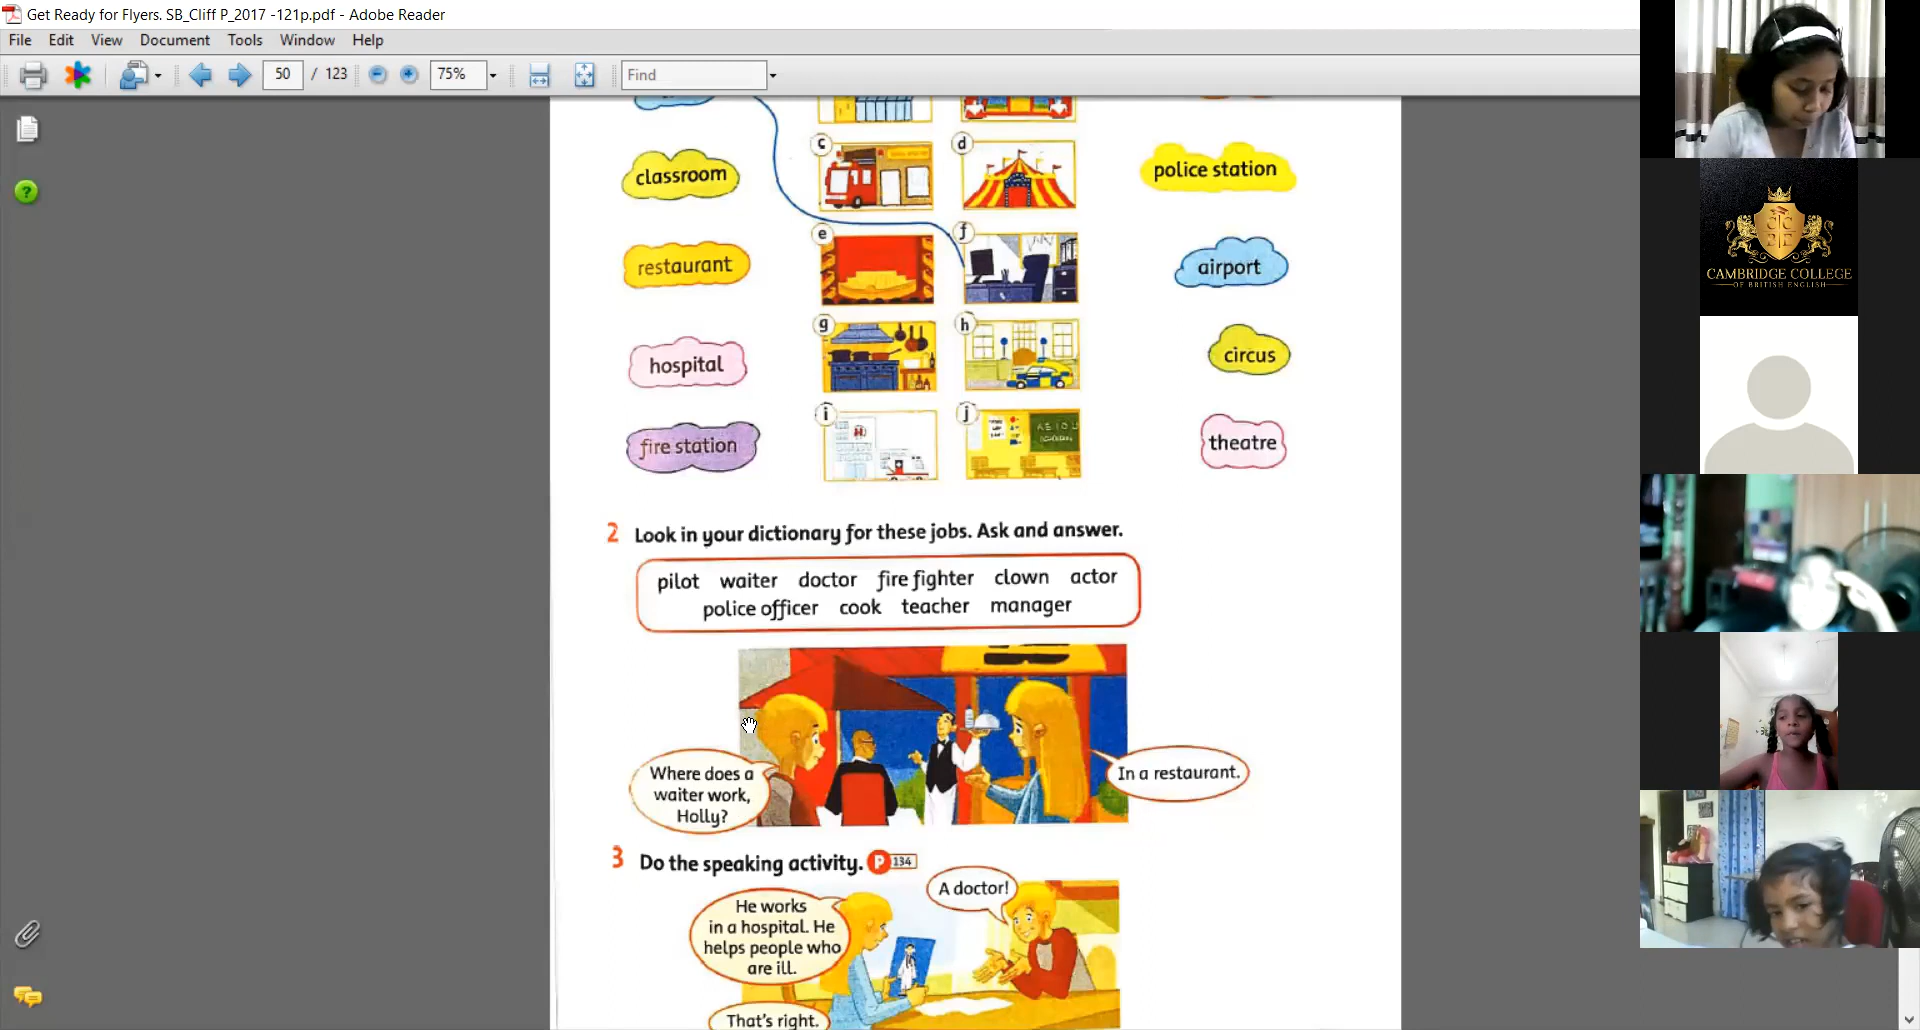 Get Ready for Flyers. SB_Cliff P_2017 -121p.pdf - Adobe Reader
File Edit View Document Tools Window Help
50 / 123 75% Find
c d
classroom police station
e f
restaurant airport
g h
hospital circus
i j
H
A E I O U
fire station theatre
2 Look in your dictionary for these jobs. Ask and answer.
pilot waiter doctor fire fighter clown actor
police officer cook teacher manager
Where does a
waiter work,
Holly?
In a restaurant.
3 Do the speaking activity. P 134
A doctor!
He works
in a hospital. He
helps people who
are ill.
That's right.
CAMBRIDGE COLLEGE
OF BRITISH ENGLISH